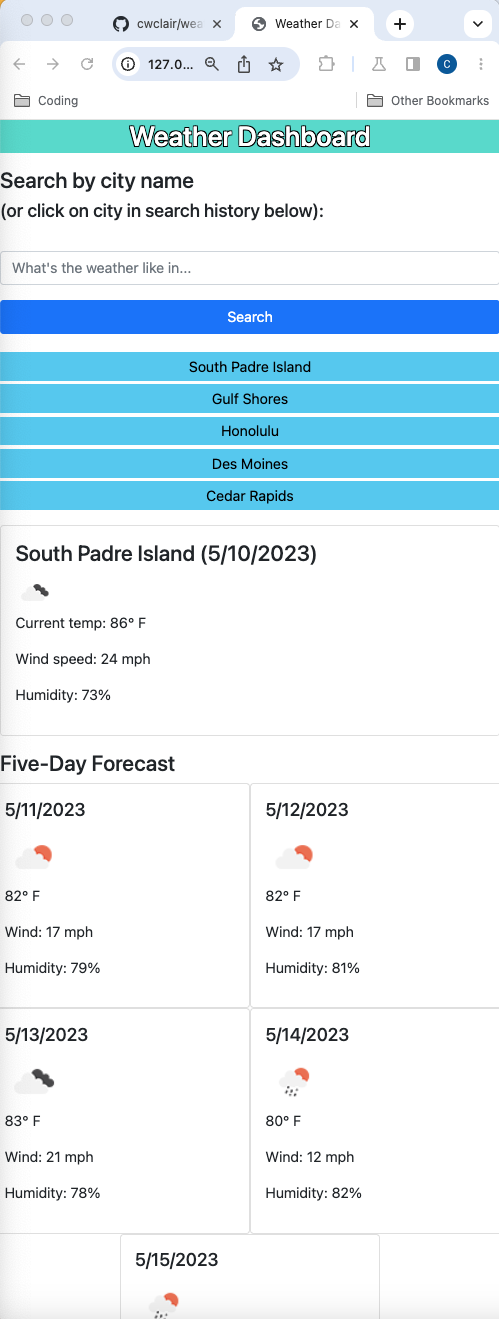 cwclair/wea
Weather Da
127.0...
C
Coding
Other Bookmarks
Weather Dashboard
Search by city name
(or click on city in search history below):
What's the weather like in...
Search
South Padre Island
Gulf Shores
Honolulu
Des Moines
Cedar Rapids
South Padre Island (5/10/2023)
Current temp: 86° F
Wind speed: 24 mph
Humidity: 73%
Five-Day Forecast
5/11/2023
82° F
Wind: 17 mph
Humidity: 79%
5/12/2023
82° F
Wind: 17 mph
Humidity: 81%
5/13/2023
83° F
Wind: 21 mph
Humidity: 78%
5/14/2023
80° F
Wind: 12 mph
Humidity: 82%
5/15/2023